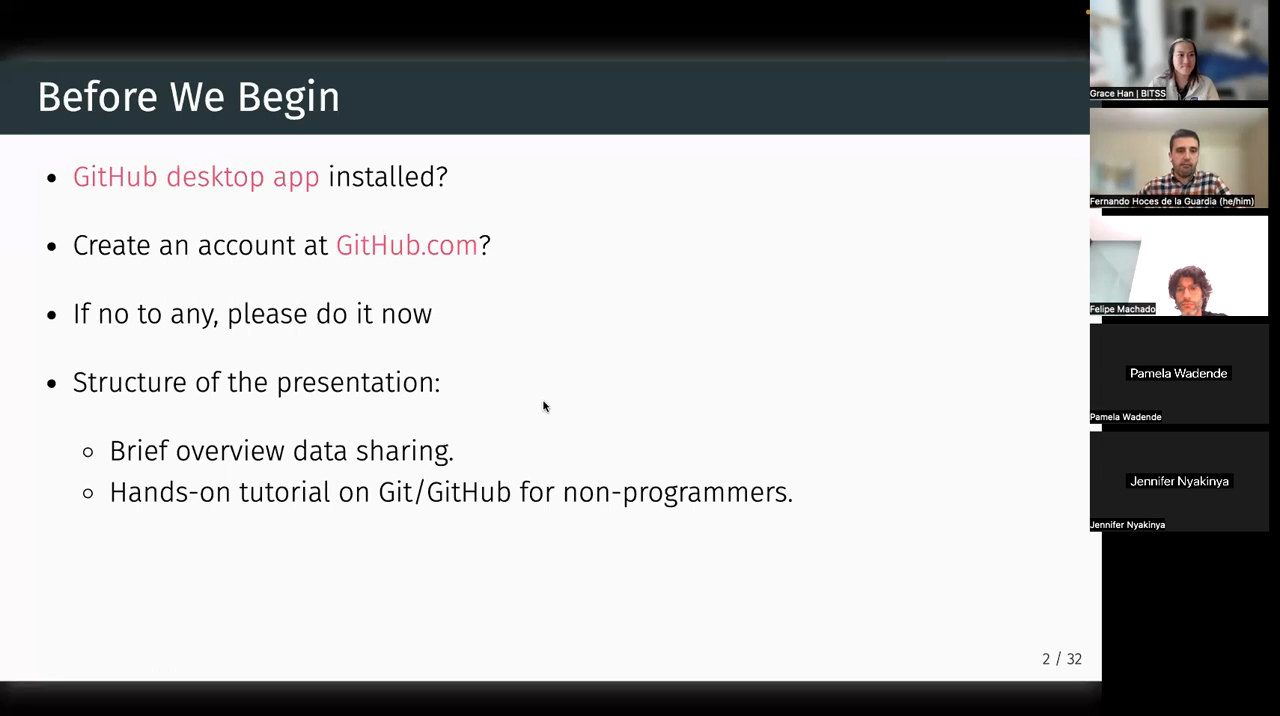 Before We Begin
GitHub desktop app installed?
Create an account at GitHub.com?
If no to any, please do it now
Structure of the presentation:
Brief overview data sharing.
Hands-on tutorial on Git/GitHub for non-programmers.
2 / 32
Grace Han | BITSS
Fernando Hoces de la Guardia (he/him)
Felipe Machado
Pamela Wadende
Pamela Wadende
Jennifer Nyakinya
Jennifer Nyakinya